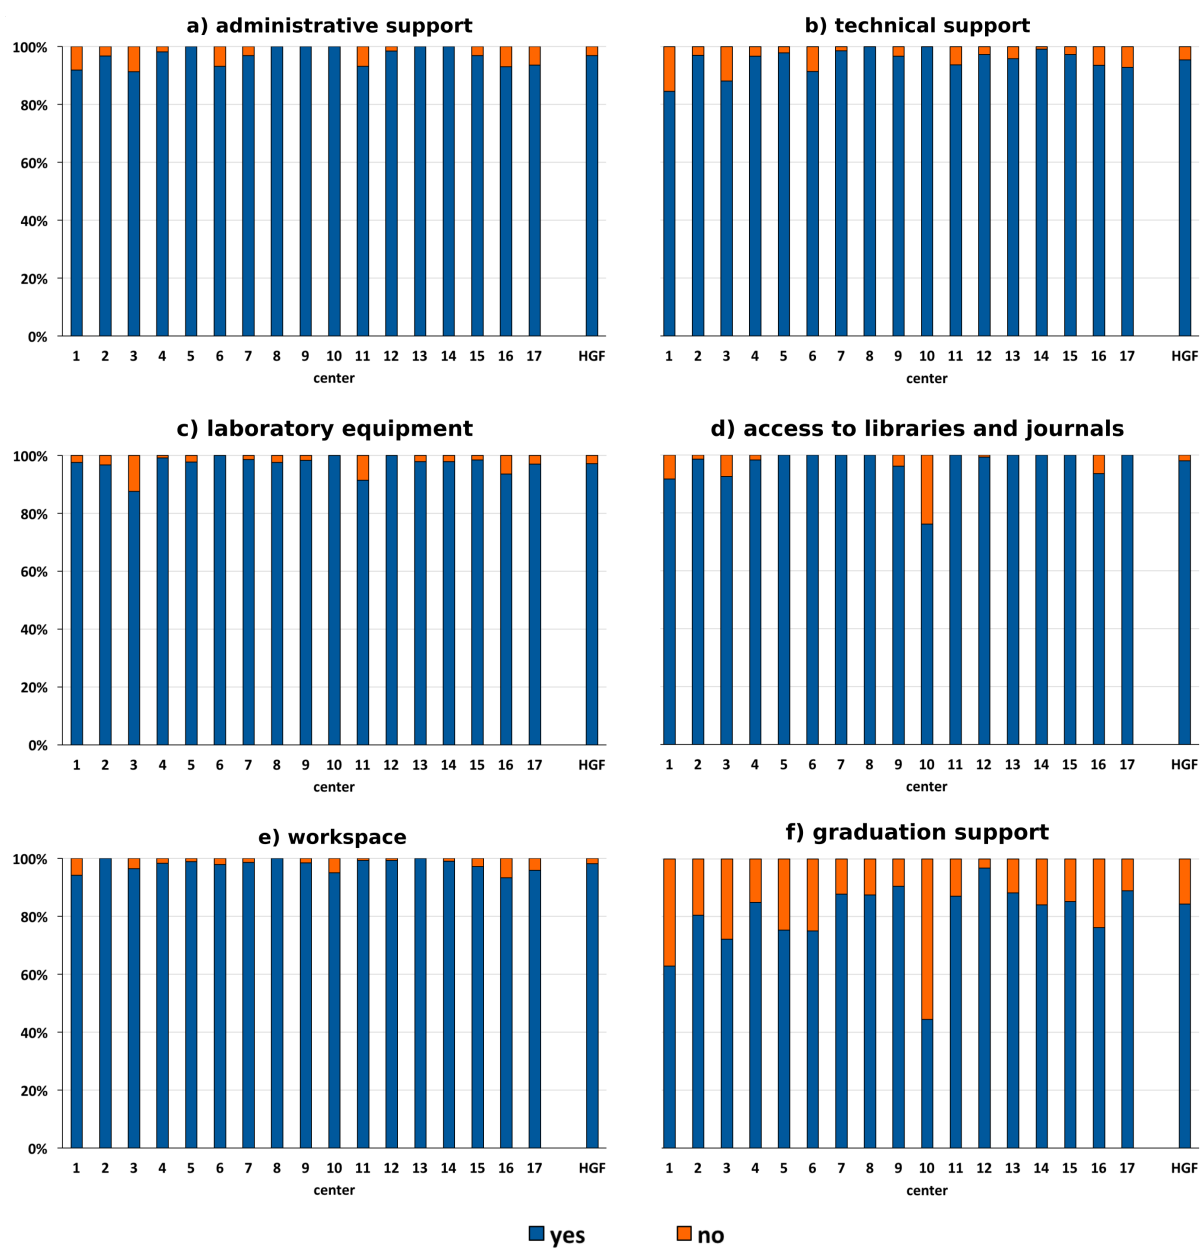 a) administrative support
100%
80%
60%
40%
20%
0%
1 2 3 4 5 6 7 8 9 10 11 12 13 14 15 16 17 HGF
center
b) technical support
1 2 3 4 5 6 7 8 9 10 11 12 13 14 15 16 17 HGF
center
c) laboratory equipment
100%
80%
60%
40%
20%
0%
1 2 3 4 5 6 7 8 9 10 11 12 13 14 15 16 17 HGF
center
d) access to libraries and journals
1 2 3 4 5 6 7 8 9 10 11 12 13 14 15 16 17 HGF
center
e) workspace
100%
80%
60%
40%
20%
0%
1 2 3 4 5 6 7 8 9 10 11 12 13 14 15 16 17 HGF
center
f) graduation support
1 2 3 4 5 6 7 8 9 10 11 12 13 14 15 16 17 HGF
center
yes no